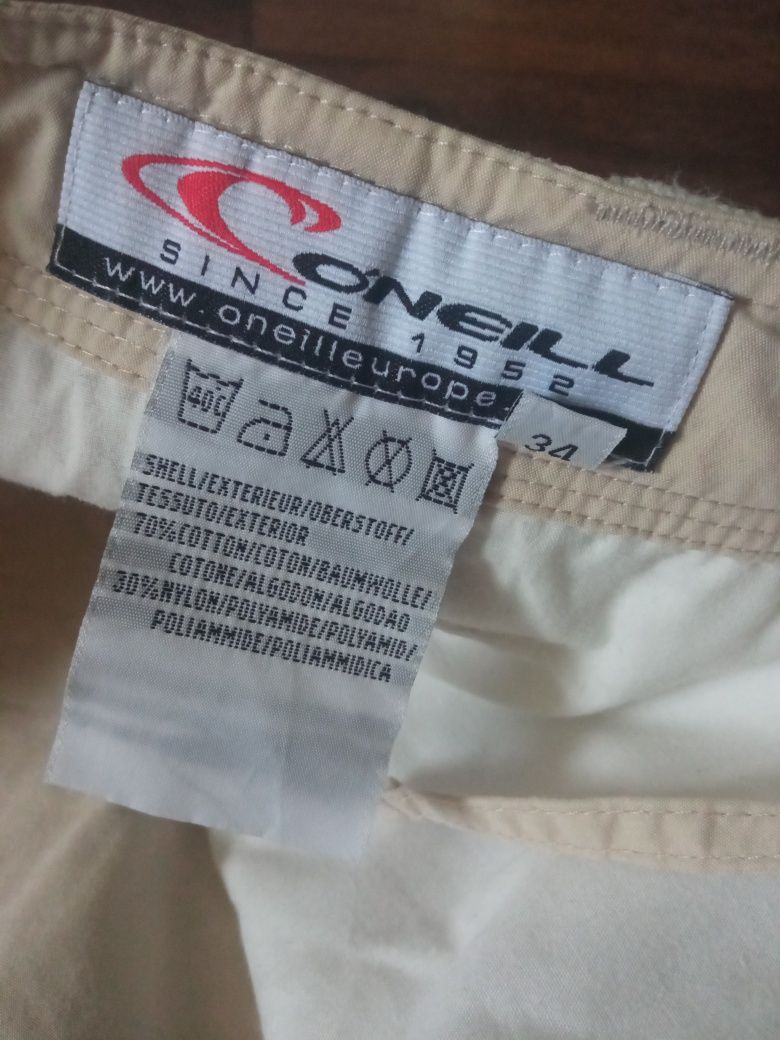 O'NEILL
SINCE 1952
www.oneilleurope.
34
40C
SHELL/EXTERIEUR/OBERSTOFF/
TESSUTO/EXTERIOR
70%COTTON/COTON/BAUMWOLLE/
COTONE/ALGODON/ALGODAO
30%NYLON/POLYAMIDE/POLYAMID/
POLIAMMIDE/POLIAMMIDICA